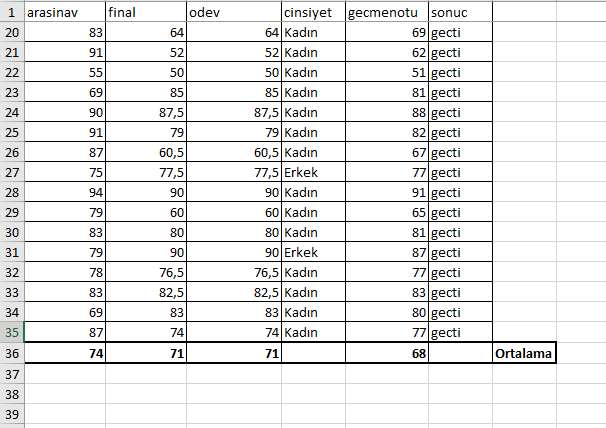 1 arasinav final odev cinsiyet gecmenotu sonuc
20 83 64 64 Kadın 69 gecti
21 91 52 52 Kadın 62 gecti
22 55 50 50 Kadın 51 gecti
23 69 85 85 Kadın 81 gecti
24 90 87,5 87,5 Kadın 88 gecti
25 91 79 79 Kadın 82 gecti
26 87 60,5 60,5 Kadın 67 gecti
27 75 77,5 77,5 Erkek 77 gecti
28 94 90 90 Kadın 91 gecti
29 79 60 60 Kadın 65 gecti
30 83 80 80 Kadın 81 gecti
31 79 90 90 Erkek 87 gecti
32 78 76,5 76,5 Kadın 77 gecti
33 83 82,5 82,5 Kadın 83 gecti
34 69 83 83 Kadın 80 gecti
35 87 74 74 Kadın 77 gecti
36 74 71 71 68 Ortalama
37
38
39